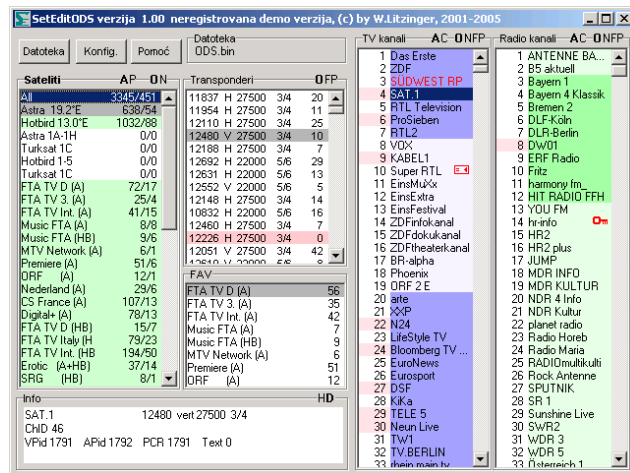 SetEditODS verzija 1.00 neregistrovana demo verzija, (c) by W.Litzinger, 2001-2005
Datoteka
Konfig.
Pomoć
Datoteka
ODS.bin
Sateliti AP ON
All 3345/451
Astra 19.2°E 638/54
Hotbird 13.0°E 1032/88
Astra 1A-1H 0/0
Turksat 1C 0/0
Hotbird 1-5 0/0
Turksat 1C 0/0
FTA TV D (A) 72/17
FTA TV 3. (A) 25/4
FTA TV Int. (A) 41/15
Music FTA (A) 8/8
Music FTA (HB) 9/6
MTV Network (A) 6/1
Premiere (A) 51/6
ORF (A) 12/1
Nederland (A) 29/6
CS France (A) 107/13
Digital+ (A) 78/13
FTA TV D (HB) 15/7
FTA TV Italy (H 79/23
FTA TV Int. (HB 194/50
Erotic (A+HB) 37/14
SRG (HB) 8/1
Transponderi 0FP
11837 H 27500 3/4 20
11954 H 27500 3/4 11
12110 H 27500 3/4 25
12480 V 27500 3/4 10
12188 H 27500 3/4 7
12692 H 22000 5/6 29
12631 H 22000 5/6 13
12552 V 22000 5/6 5
12148 H 27500 3/4 14
10832 H 22000 5/6 16
12460 H 27500 3/4 7
12226 H 27500 3/4 0
12051 V 27500 3/4 42
12610 V 22000 5/6 8
FAV
FTA TV D (A) 56
FTA TV 3. (A) 35
FTA TV Int. (A) 42
Music FTA (A) 7
Music FTA (HB) 9
MTV Network (A) 6
Premiere (A) 51
ORF (A) 12
Info HD
SAT.1 12480 vert 27500 3/4
ChID 46
VPid 1791 APid 1792 PCR 1791 Text 0
TV kanali AC ONFP
1 Das Erste
2 ZDF
3 SÜDWEST RP
4 SAT.1
5 RTL Television
6 ProSieben
7 RTL2
8 VOX
9 KABEL1
10 Super RTL
11 EinsMuXx
12 EinsExtra
13 EinsFestival
14 ZDFinfokanal
15 ZDFdokukanal
16 ZDFtheaterkanal
17 BR-alpha
18 Phoenix
19 ORF 2 E
20 arte
21 XXP
22 N24
23 LifeStyle TV
24 Bloomberg TV ...
25 EuroNews
26 Eurosport
27 DSF
28 KiKa
29 TELE 5
30 Neun Live
31 TW1
32 TV.BERLIN
33 rhein main tv
Radio kanali AC ONFP
1 ANTENNE BA...
2 B5 aktuell
3 Bayern 1
4 Bayern 4 Klassik
5 Bremen 2
6 DLF-Köln
7 DLR-Berlin
8 DW01
9 ERF Radio
10 Fritz
11 harmony fm_
12 HIT RADIO FFH
13 YOU FM
14 hr-info
15 HR2
16 HR2 plus
17 JUMP
18 MDR INFO
19 MDR KULTUR
20 NDR 4 Info
21 NDR Kultur
22 planet radio
23 Radio Horeb
24 Radio Maria
25 RADIOmultikulti
26 Rock Antenne
27 SPUTNIK
28 SR 1
29 Sunshine Live
30 SWR2
31 WDR 3
32 WDR 5
33 Österreich 1